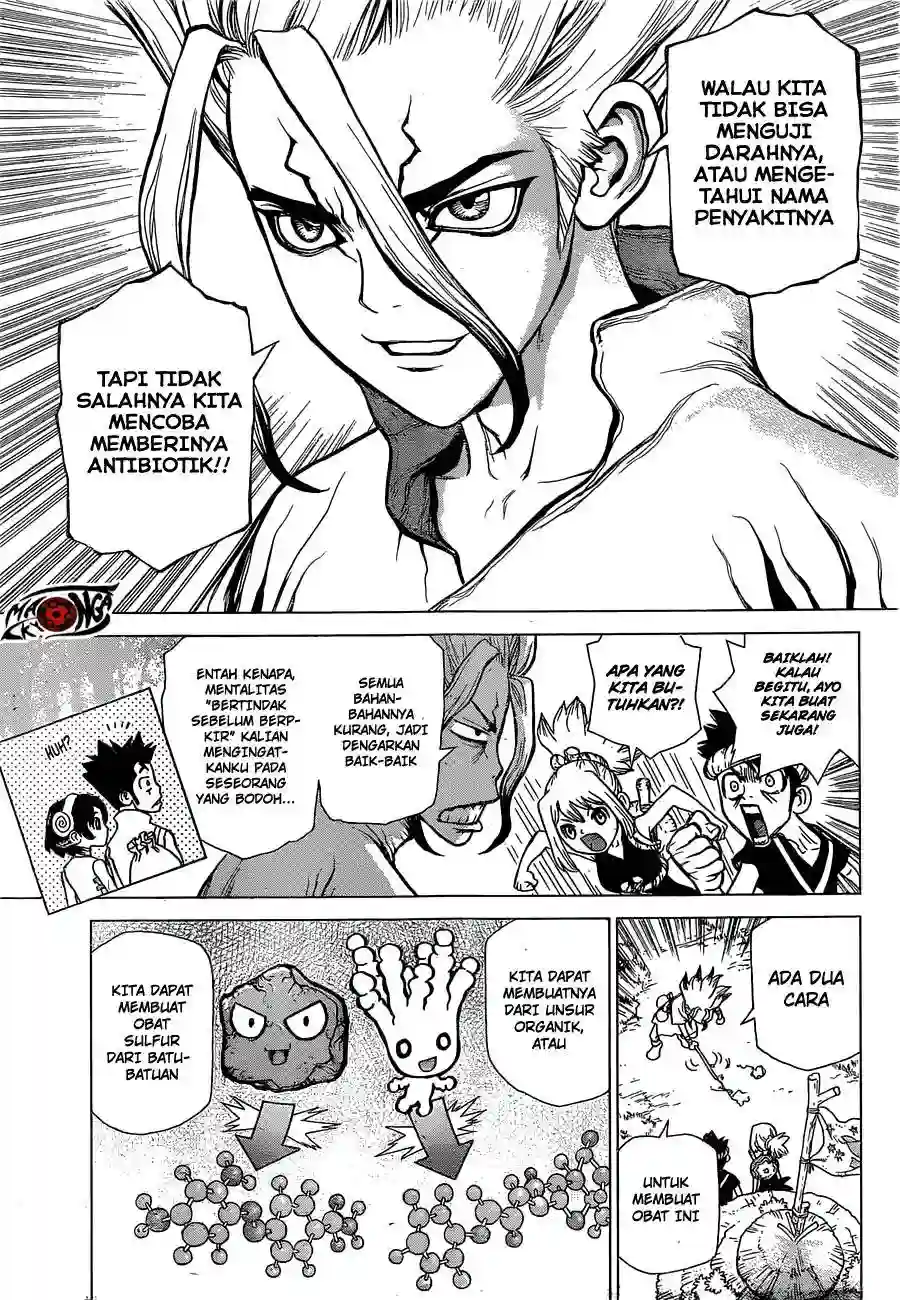 WALAU KITA
TIDAK BISA
MENGUJI
DARAHNYA,
ATAU MENGE-
TAHUI NAMA
PENYAKITNYA
TAPI TIDAK
SALAHNYA KITA
MENCOBA
MEMBERINYA
ANTIBIOTIK!!
MA NGA
KYO
BAIKLAH!
KALAU
BEGITU, AYO
KITA BUAT
SEKARANG
JUGA!
APA YANG
KITA BU-
TUHKAN?!
SEMUA
BAHAN-
BAHANNYA
KURANG, JADI
DENGARKAN
BAIK-BAIK
ENTAH KENAPA,
MENTALITAS
"BERTINDAK
SEBELUM BERP-
KIR" KALIAN
MENGINGAT-
KANKU PADA
SESEORANG
YANG BODOH...
HUH?
ADA DUA
CARA
UNTUK
MEMBUAT
OBAT INI
KITA DAPAT
MEMBUATNYA
DARI UNSUR
ORGANIK,
ATAU
KITA DAPAT
MEMBUAT
OBAT
SULFUR
DARI BATU-
BATUAN